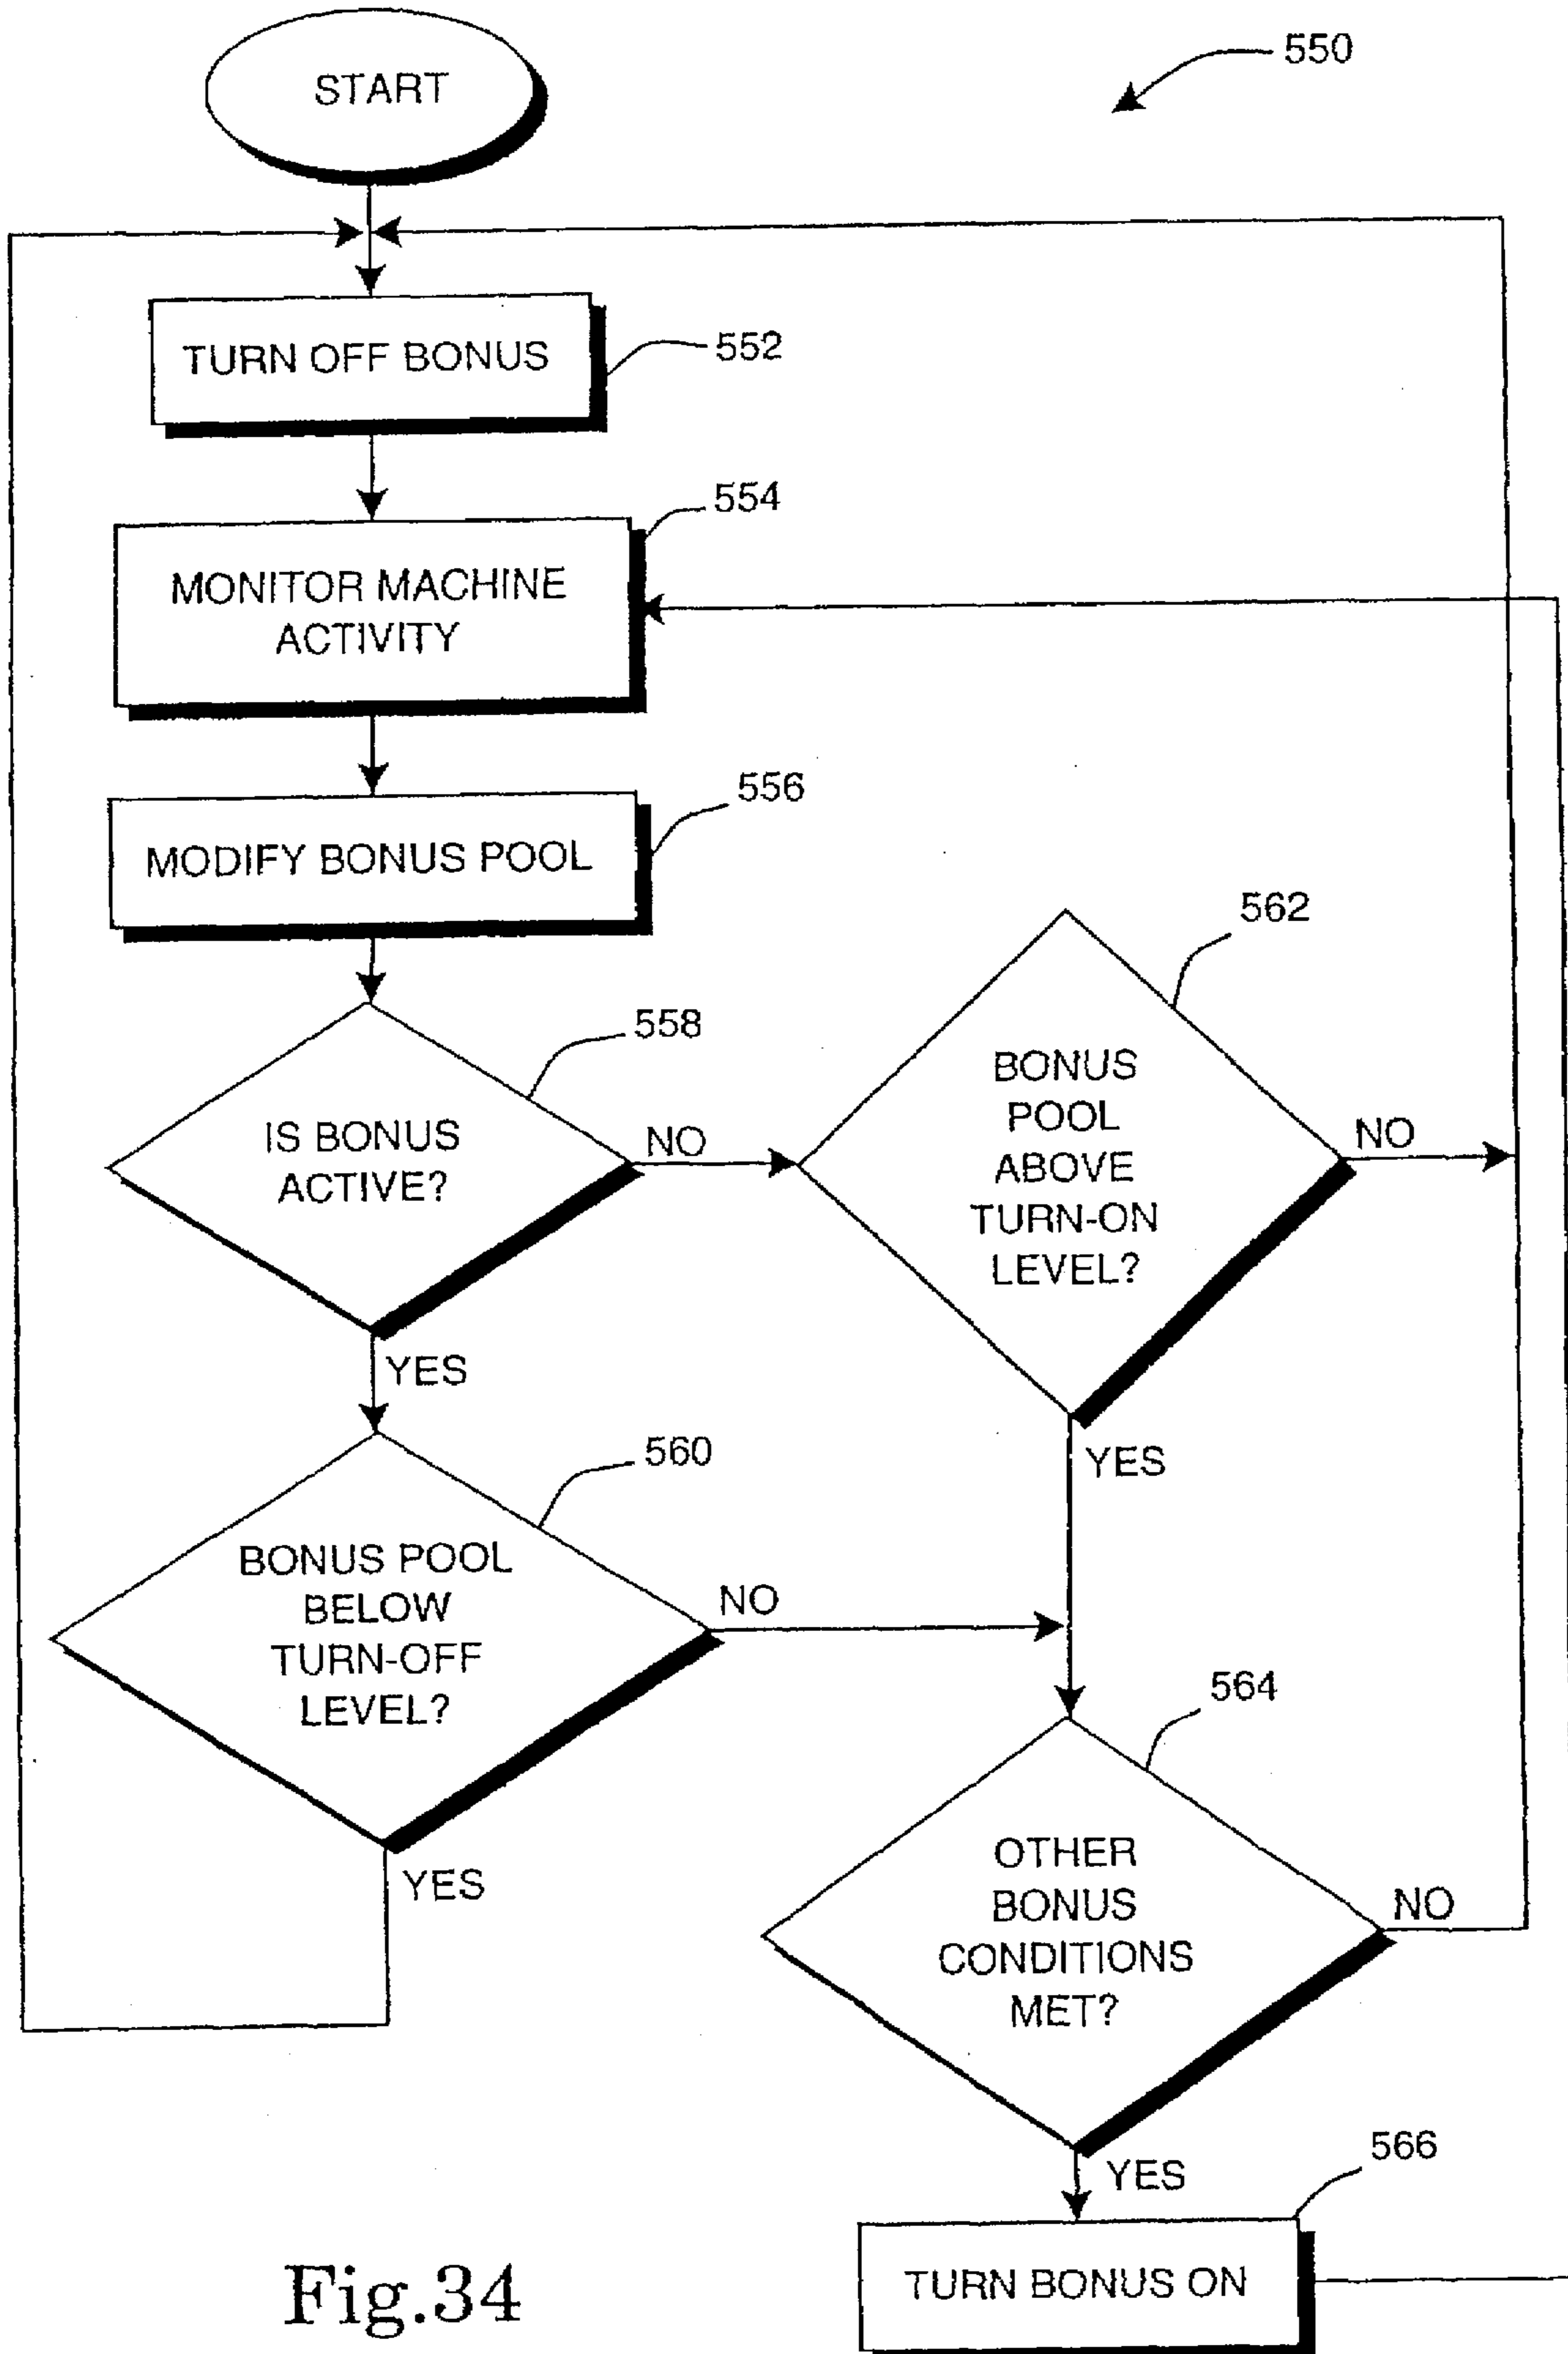 550
START
TURN OFF BONUS
552
554
MONITOR MACHINE
ACTIVITY
556
MODIFY BONUS POOL
562
558
IS BONUS
ACTIVE?
NO
BONUS
POOL
ABOVE
TURN-ON
LEVEL?
NO
YES
YES
560
BONUS POOL
BELOW
TURN-OFF
LEVEL?
NO
YES
564
OTHER
BONUS
CONDITIONS
MET?
NO
YES
566
TURN BONUS ON
Fig.34